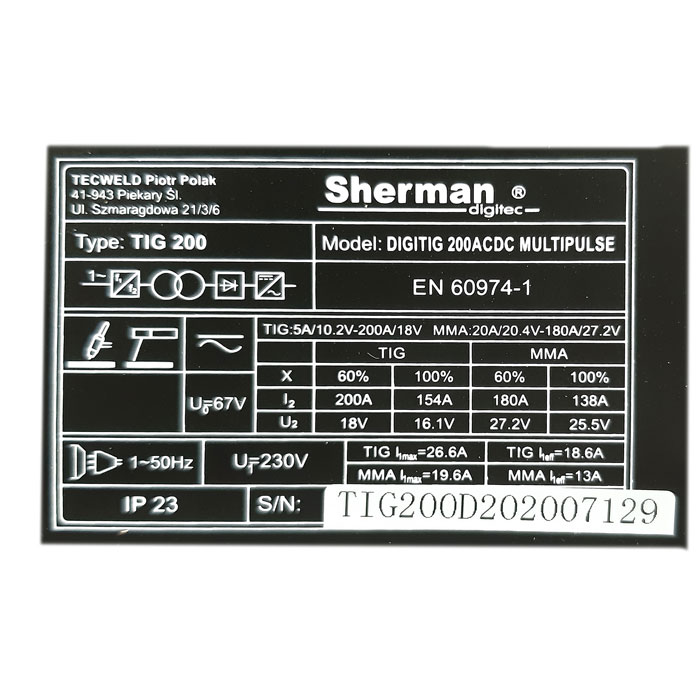 TECWELD Piotr Polak
41-943 Piekary Śl.
Ul. Szmaragdowa 21/3/6
Sherman ®
digitec
Type: TIG 200
Model: DIGITIG 200ACDC MULTIPULSE
1~ f₁ f₂
EN 60974-1
TIG:5A/10.2V-200A/18V MMA:20A/20.4V-180A/27.2V
TIG MMA
X 60% 100% 60% 100%
I₂ 200A 154A 180A 138A
U₂ 18V 16.1V 27.2V 25.5V
U₀=67V
1~50Hz
U₁=230V
TIG I₁max=26.6A TIG I₁eff=18.6A
MMA I₁max=19.6A MMA I₁eff=13A
IP 23
S/N: TIG200D202007129